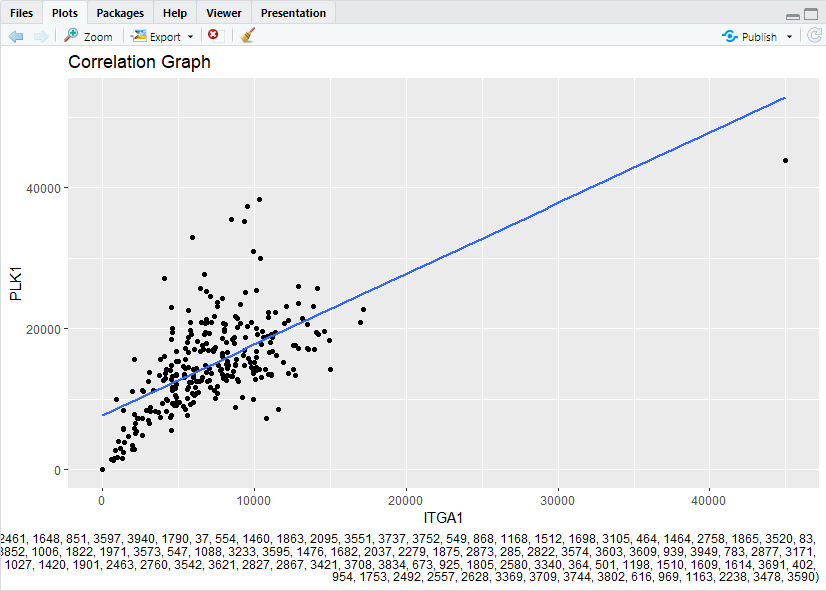 Files Plots Packages Help Viewer Presentation
Zoom Export Publish
Correlation Graph
40000
PLK1
20000
0
0 10000 20000 30000 40000
ITGA1
2461, 1648, 851, 3597, 3940, 1790, 37, 554, 1460, 1863, 2095, 3551, 3737, 3752, 549, 868, 1168, 1512, 1698, 3105, 464, 1464, 2758, 1865, 3520, 83,
3852, 1006, 1822, 1971, 3573, 547, 1088, 3233, 3595, 1476, 1682, 2037, 2279, 1875, 2873, 285, 2822, 3574, 3603, 3609, 939, 3949, 783, 2877, 3171,
1027, 1420, 1901, 2463, 2760, 3542, 3621, 2827, 2867, 3421, 3708, 3834, 673, 925, 1805, 2580, 3340, 364, 501, 1198, 1510, 1609, 1614, 3691, 402,
954, 1753, 2492, 2557, 2628, 3369, 3709, 3744, 3802, 616, 969, 1163, 2238, 3478, 3590)